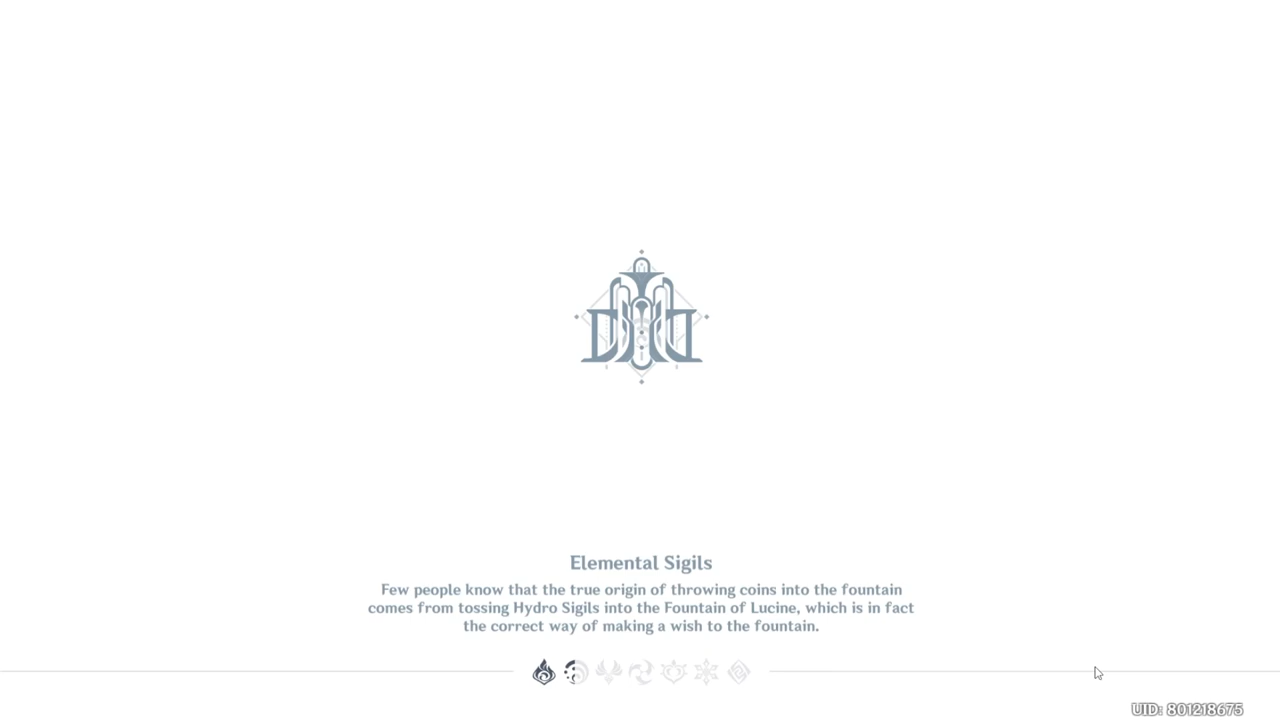 Elemental Sigils
Few people know that the true origin of throwing coins into the fountain
comes from tossing Hydro Sigils into the Fountain of Lucine, which is in fact
the correct way of making a wish to the fountain.
UID: 801218675